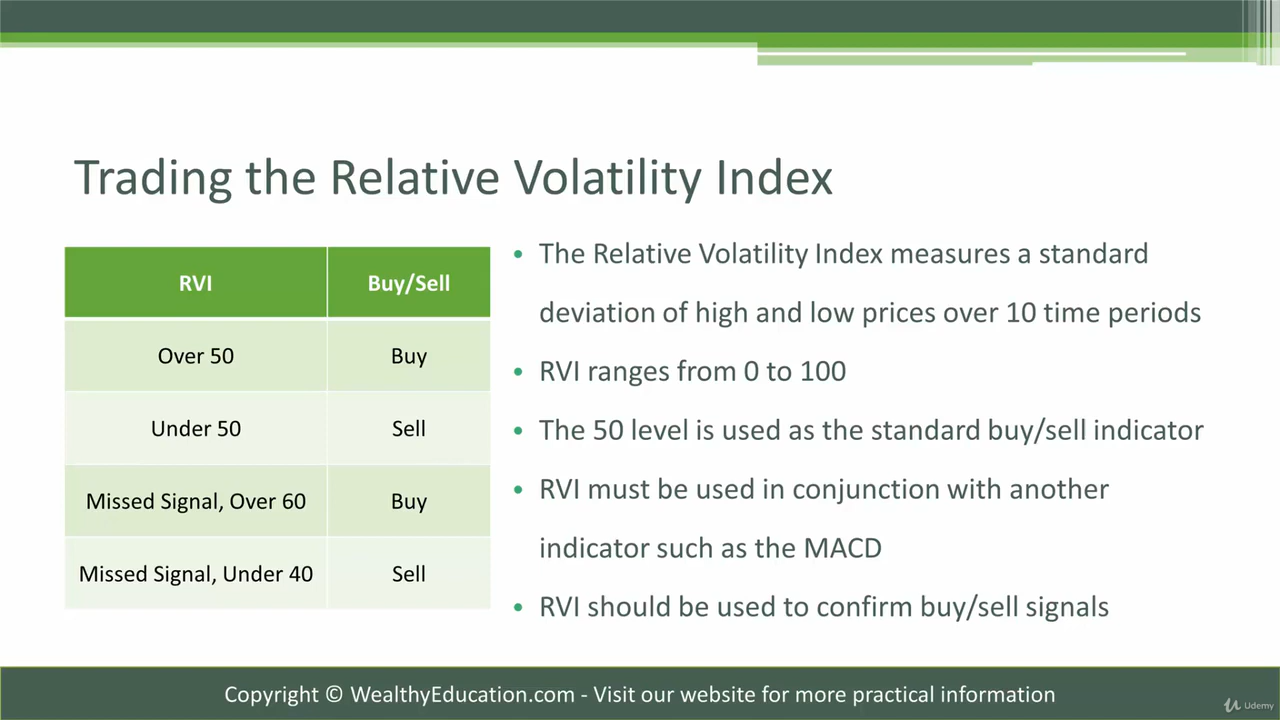 Trading the Relative Volatility Index
RVI Buy/Sell
Over 50 Buy
Under 50 Sell
Missed Signal, Over 60 Buy
Missed Signal, Under 40 Sell
• The Relative Volatility Index measures a standard
deviation of high and low prices over 10 time periods
• RVI ranges from 0 to 100
• The 50 level is used as the standard buy/sell indicator
• RVI must be used in conjunction with another
indicator such as the MACD
• RVI should be used to confirm buy/sell signals
Copyright © WealthyEducation.com - Visit our website for more practical information
Udemy